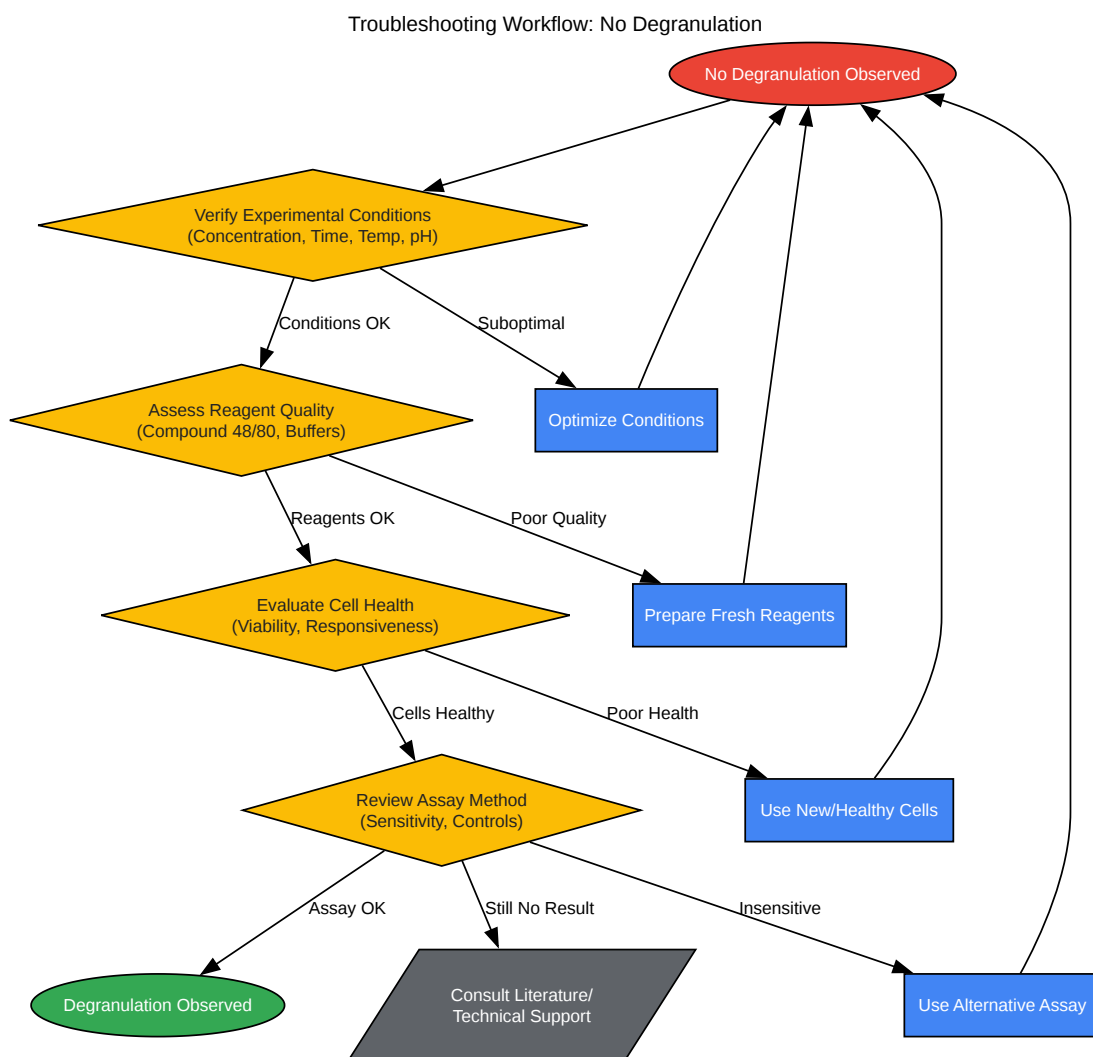 Troubleshooting Workflow: No Degranulation
No Degranulation Observed
Verify Experimental Conditions
(Concentration, Time, Temp, pH)
Conditions OK
Suboptimal
Assess Reagent Quality
(Compound 48/80, Buffers)
Optimize Conditions
Reagents OK
Poor Quality
Evaluate Cell Health
(Viability, Responsiveness)
Prepare Fresh Reagents
Cells Healthy
Poor Health
Review Assay Method
(Sensitivity, Controls)
Use New/Healthy Cells
Assay OK
Still No Result
Insensitive
Degranulation Observed
Consult Literature/
Technical Support
Use Alternative Assay